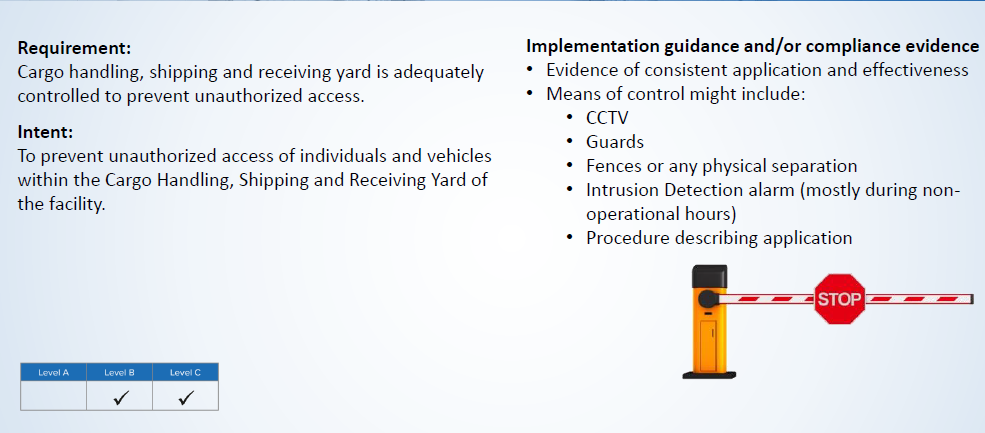 Requirement:
Cargo handling, shipping and receiving yard is adequately
controlled to prevent unauthorized access.
Intent:
To prevent unauthorized access of individuals and vehicles
within the Cargo Handling, Shipping and Receiving Yard of
the facility.
Implementation guidance and/or compliance evidence
• Evidence of consistent application and effectiveness
• Means of control might include:
• CCTV
• Guards
• Fences or any physical separation
• Intrusion Detection alarm (mostly during non-
operational hours)
• Procedure describing application
STOP
Level A Level B Level C
✓ ✓